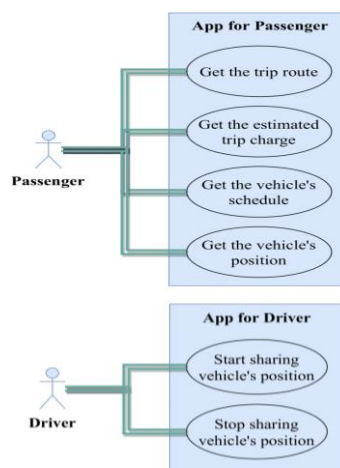 App for Passenger
Get the trip route
Get the estimated
trip charge
Passenger
Get the vehicle's
schedule
Get the vehicle's
position
App for Driver
Start sharing
vehicle's position
Driver
Stop sharing
vehicle's position